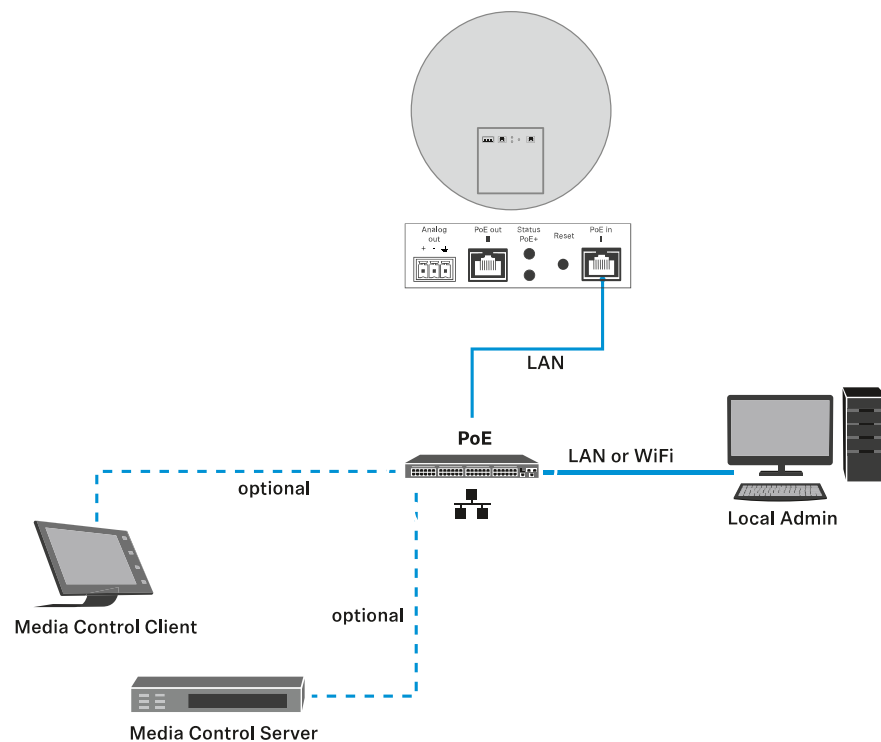 Analog out
+ -
PoE out
II
Status
PoE+
Reset
PoE in
I
LAN
PoE
LAN or WiFi
Local Admin
optional
Media Control Client
optional
Media Control Server